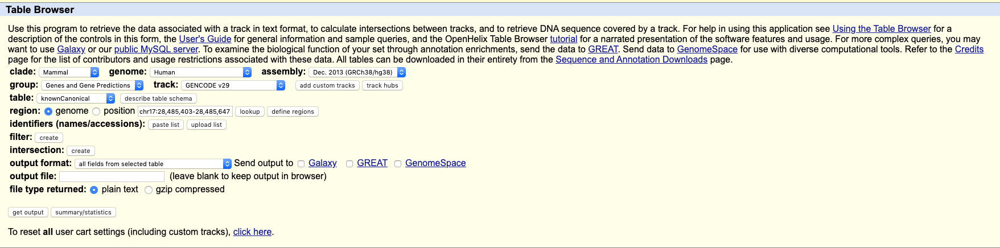 Table Browser
Use this program to retrieve the data associated with a track in text format, to calculate intersections between tracks, and to retrieve DNA sequence covered by a track. For help in using this application see Using the Table Browser for a
description of the controls in this form, the User's Guide for general information and sample queries, and the OpenHelix Table Browser tutorial for a narrated presentation of the software features and usage. For more complex queries, you may
want to use Galaxy or our public MySQL server. To examine the biological function of your set through annotation enrichments, send the data to GREAT. Send data to GenomeSpace for use with diverse computational tools. Refer to the Credits
page for the list of contributors and usage restrictions associated with these data. All tables can be downloaded in their entirety from the Sequence and Annotation Downloads page.
clade: Mammal genome: Human assembly: Dec. 2013 (GRCh38/hg38)
group: Genes and Gene Predictions track: GENCODE v29 add custom tracks track hubs
table: knownCanonical describe table schema
region: genome position chr17:28,485,403-28,485,647 lookup define regions
identifiers (names/accessions): paste list upload list
filter: create
intersection: create
output format: all fields from selected table Send output to Galaxy GREAT GenomeSpace
output file: (leave blank to keep output in browser)
file type returned: plain text gzip compressed
get output summary/statistics
To reset all user cart settings (including custom tracks), click here.